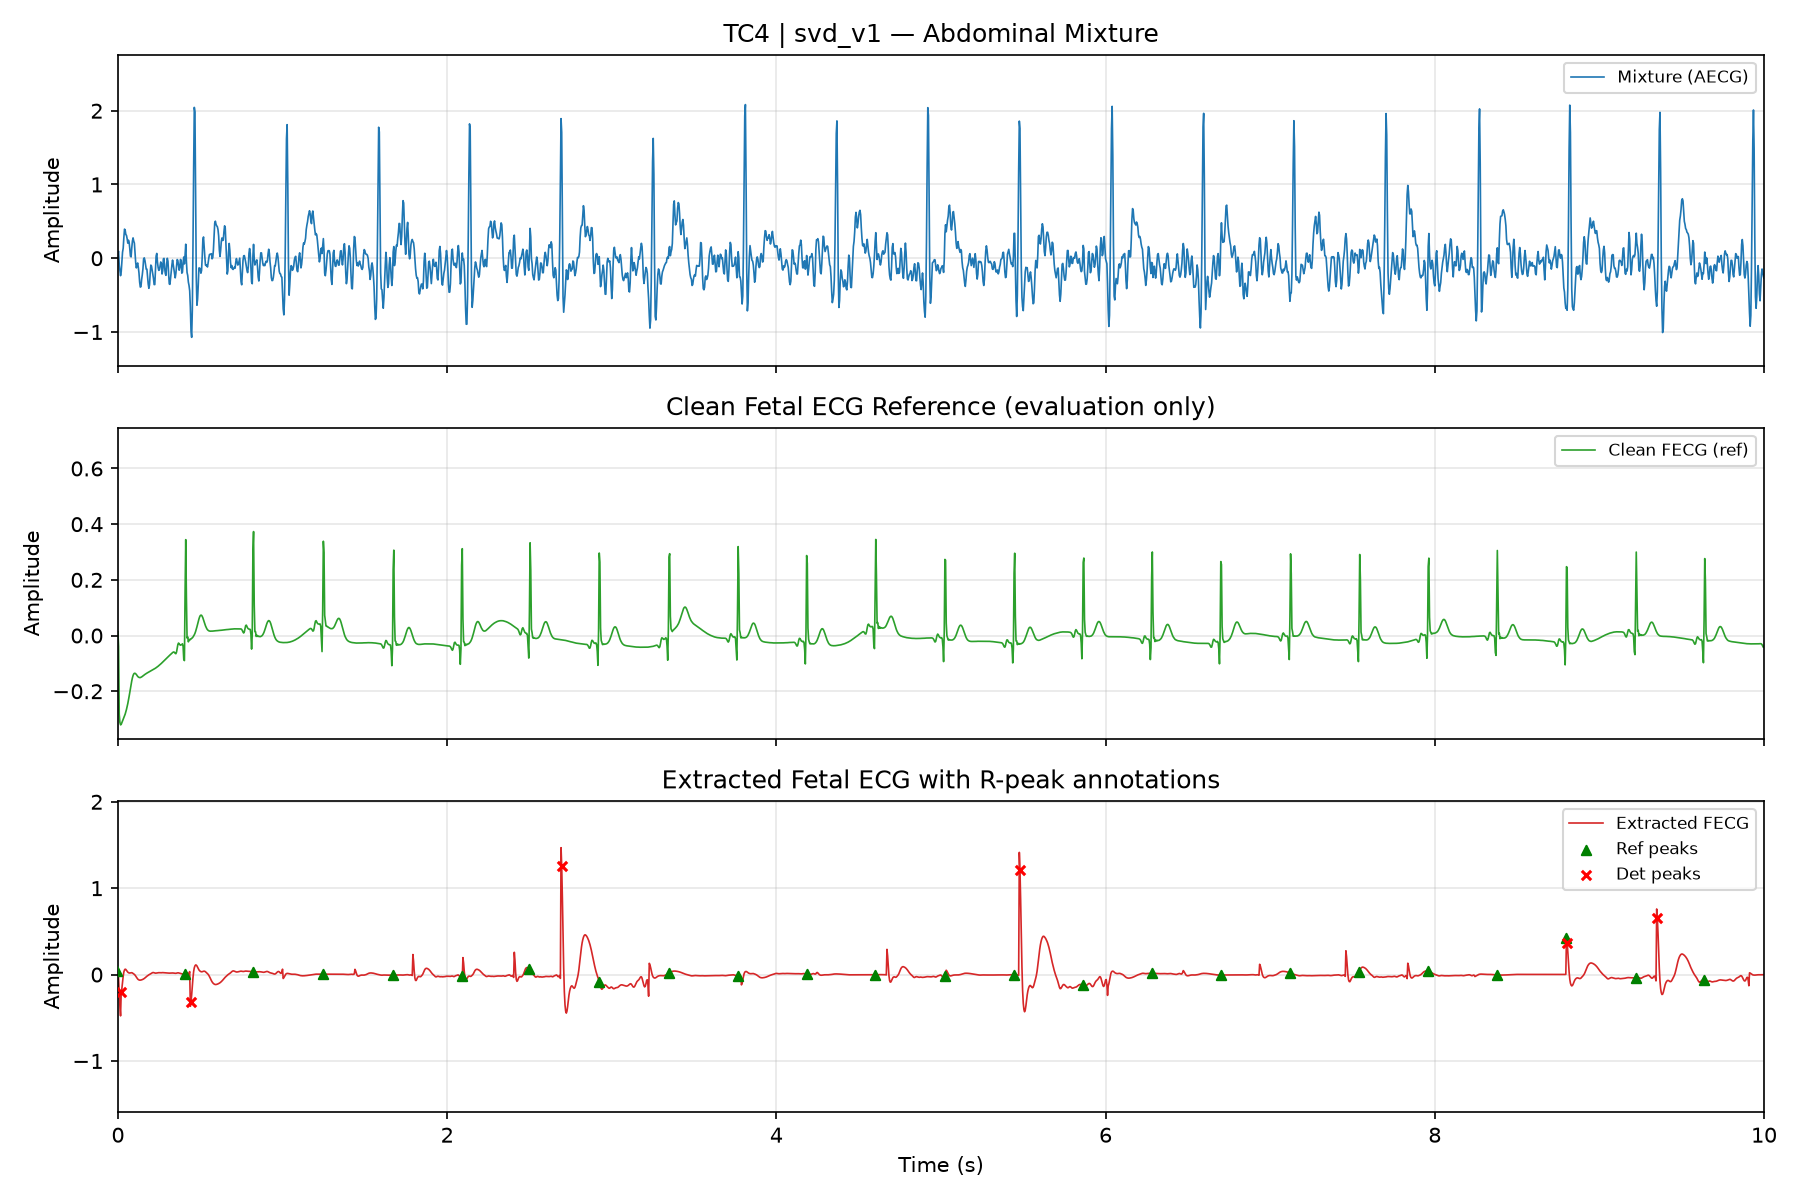 TC4 | svd_v1 — Abdominal Mixture
Mixture (AECG)
Amplitude
2
1
0
−1
Clean Fetal ECG Reference (evaluation only)
Clean FECG (ref)
Amplitude
0.6
0.4
0.2
0.0
−0.2
Extracted Fetal ECG with R-peak annotations
Extracted FECG
Ref peaks
Det peaks
Amplitude
2
1
0
−1
0 2 4 6 8 10
Time (s)